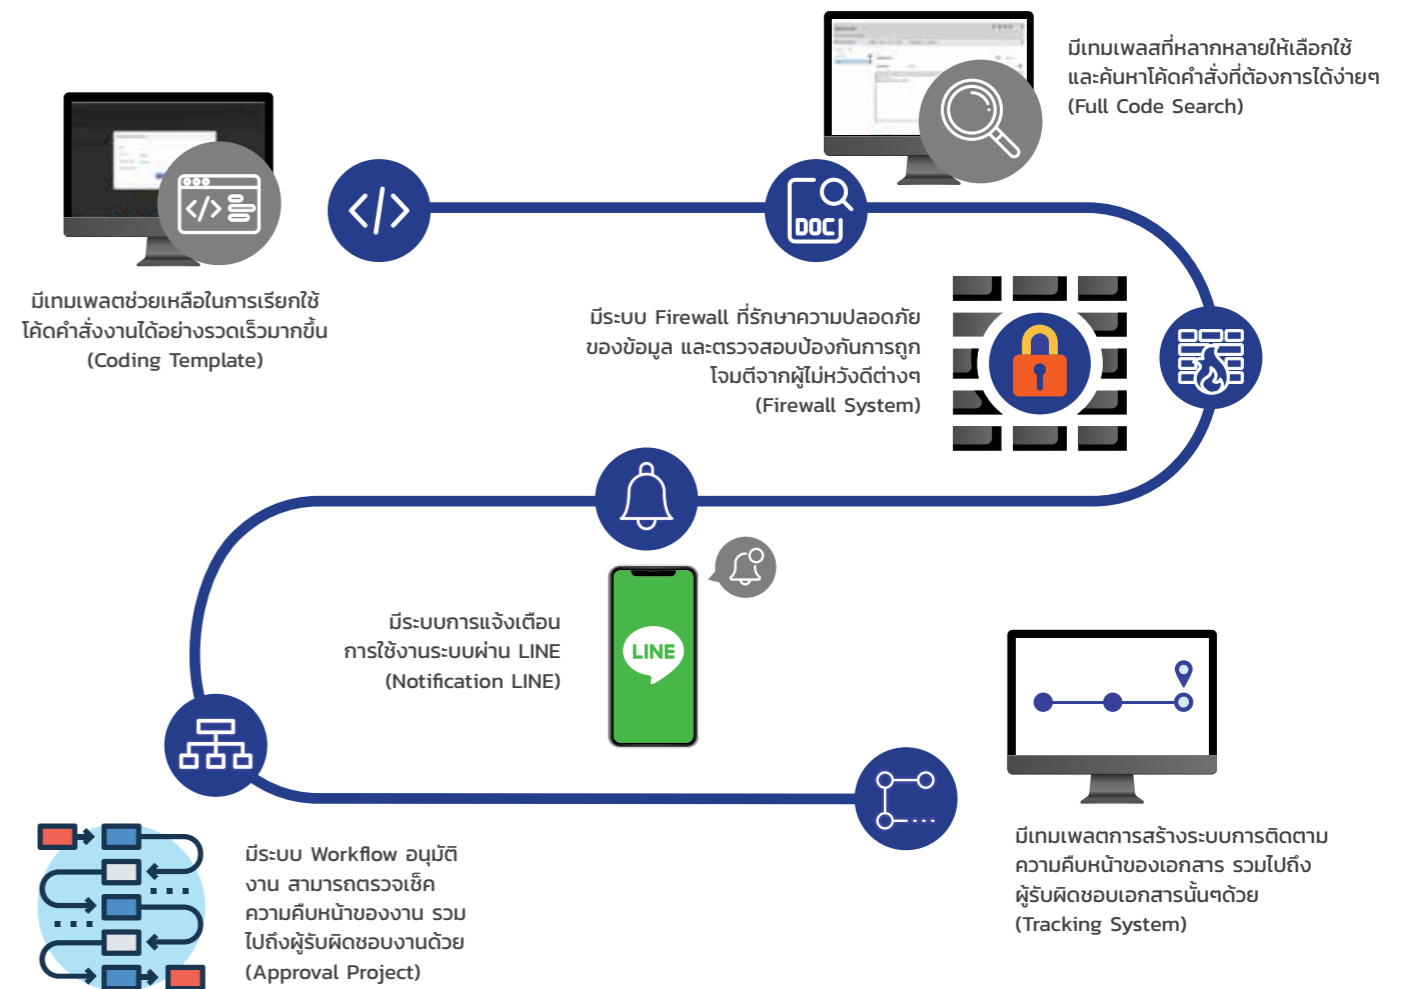 มีเทมเพลสที่หลากหลายให้เลือกใช้
และค้นหาโค้ดคำสั่งที่ต้องการได้ง่ายๆ
(Full Code Search)
DOC
มีเทมเพลตช่วยเหลือในการเรียกใช้
โค้ดคำสั่งงานได้อย่างรวดเร็วมากขึ้น
(Coding Template)
มีระบบ Firewall ที่รักษาความปลอดภัย
ของข้อมูล และตรวจสอบป้องกันการถูก
โจมตีจากผู้ไม่หวังดีต่างๆ
(Firewall System)
มีระบบการแจ้งเตือน
การใช้งานระบบผ่าน LINE
(Notification LINE)
LINE
มีเทมเพลตการสร้างระบบการติดตาม
ความคืบหน้าของเอกสาร รวมไปถึง
ผู้รับผิดชอบเอกสารนั้นๆด้วย
(Tracking System)
มีระบบ Workflow อนุมัติ
งาน สามารถตรวจเช็ค
ความคืบหน้าของงาน รวม
ไปถึงผู้รับผิดชอบงานด้วย
(Approval Project)